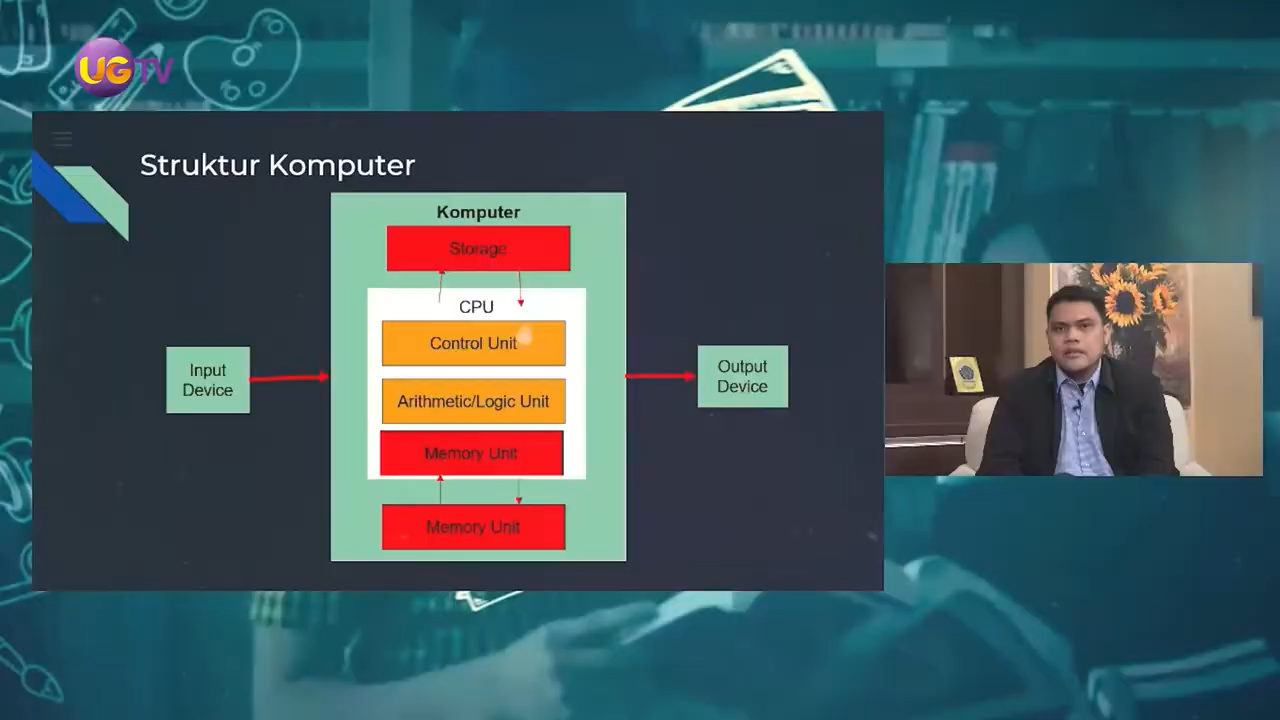 UGTV
Struktur Komputer
Komputer
Storage
CPU
Control Unit
Arithmetic/Logic Unit
Memory Unit
Memory Unit
Input
Device
Output
Device